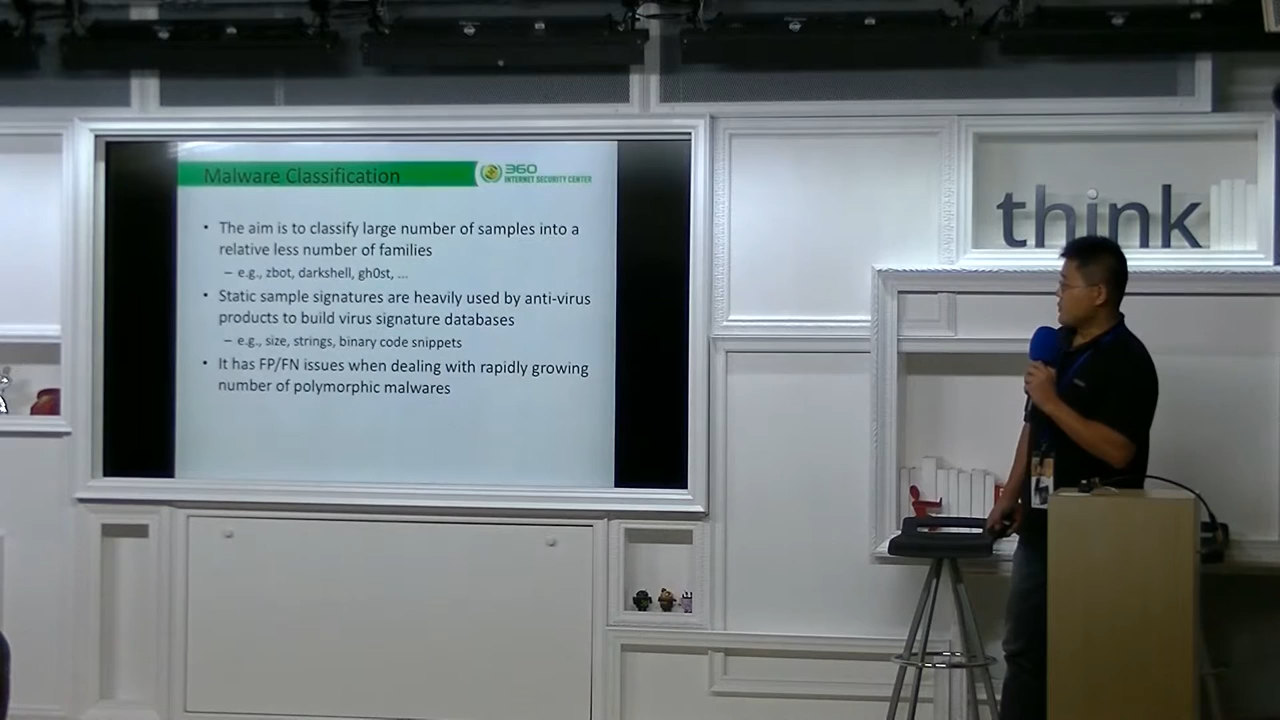 Malware Classification
360
INTERNET SECURITY CENTER
• The aim is to classify large number of samples into a
relative less number of families
– e.g., zbot, darkshell, gh0st, ...
• Static sample signatures are heavily used by anti-virus
products to build virus signature databases
– e.g., size, strings, binary code snippets
• It has FP/FN issues when dealing with rapidly growing
number of polymorphic malwares
think